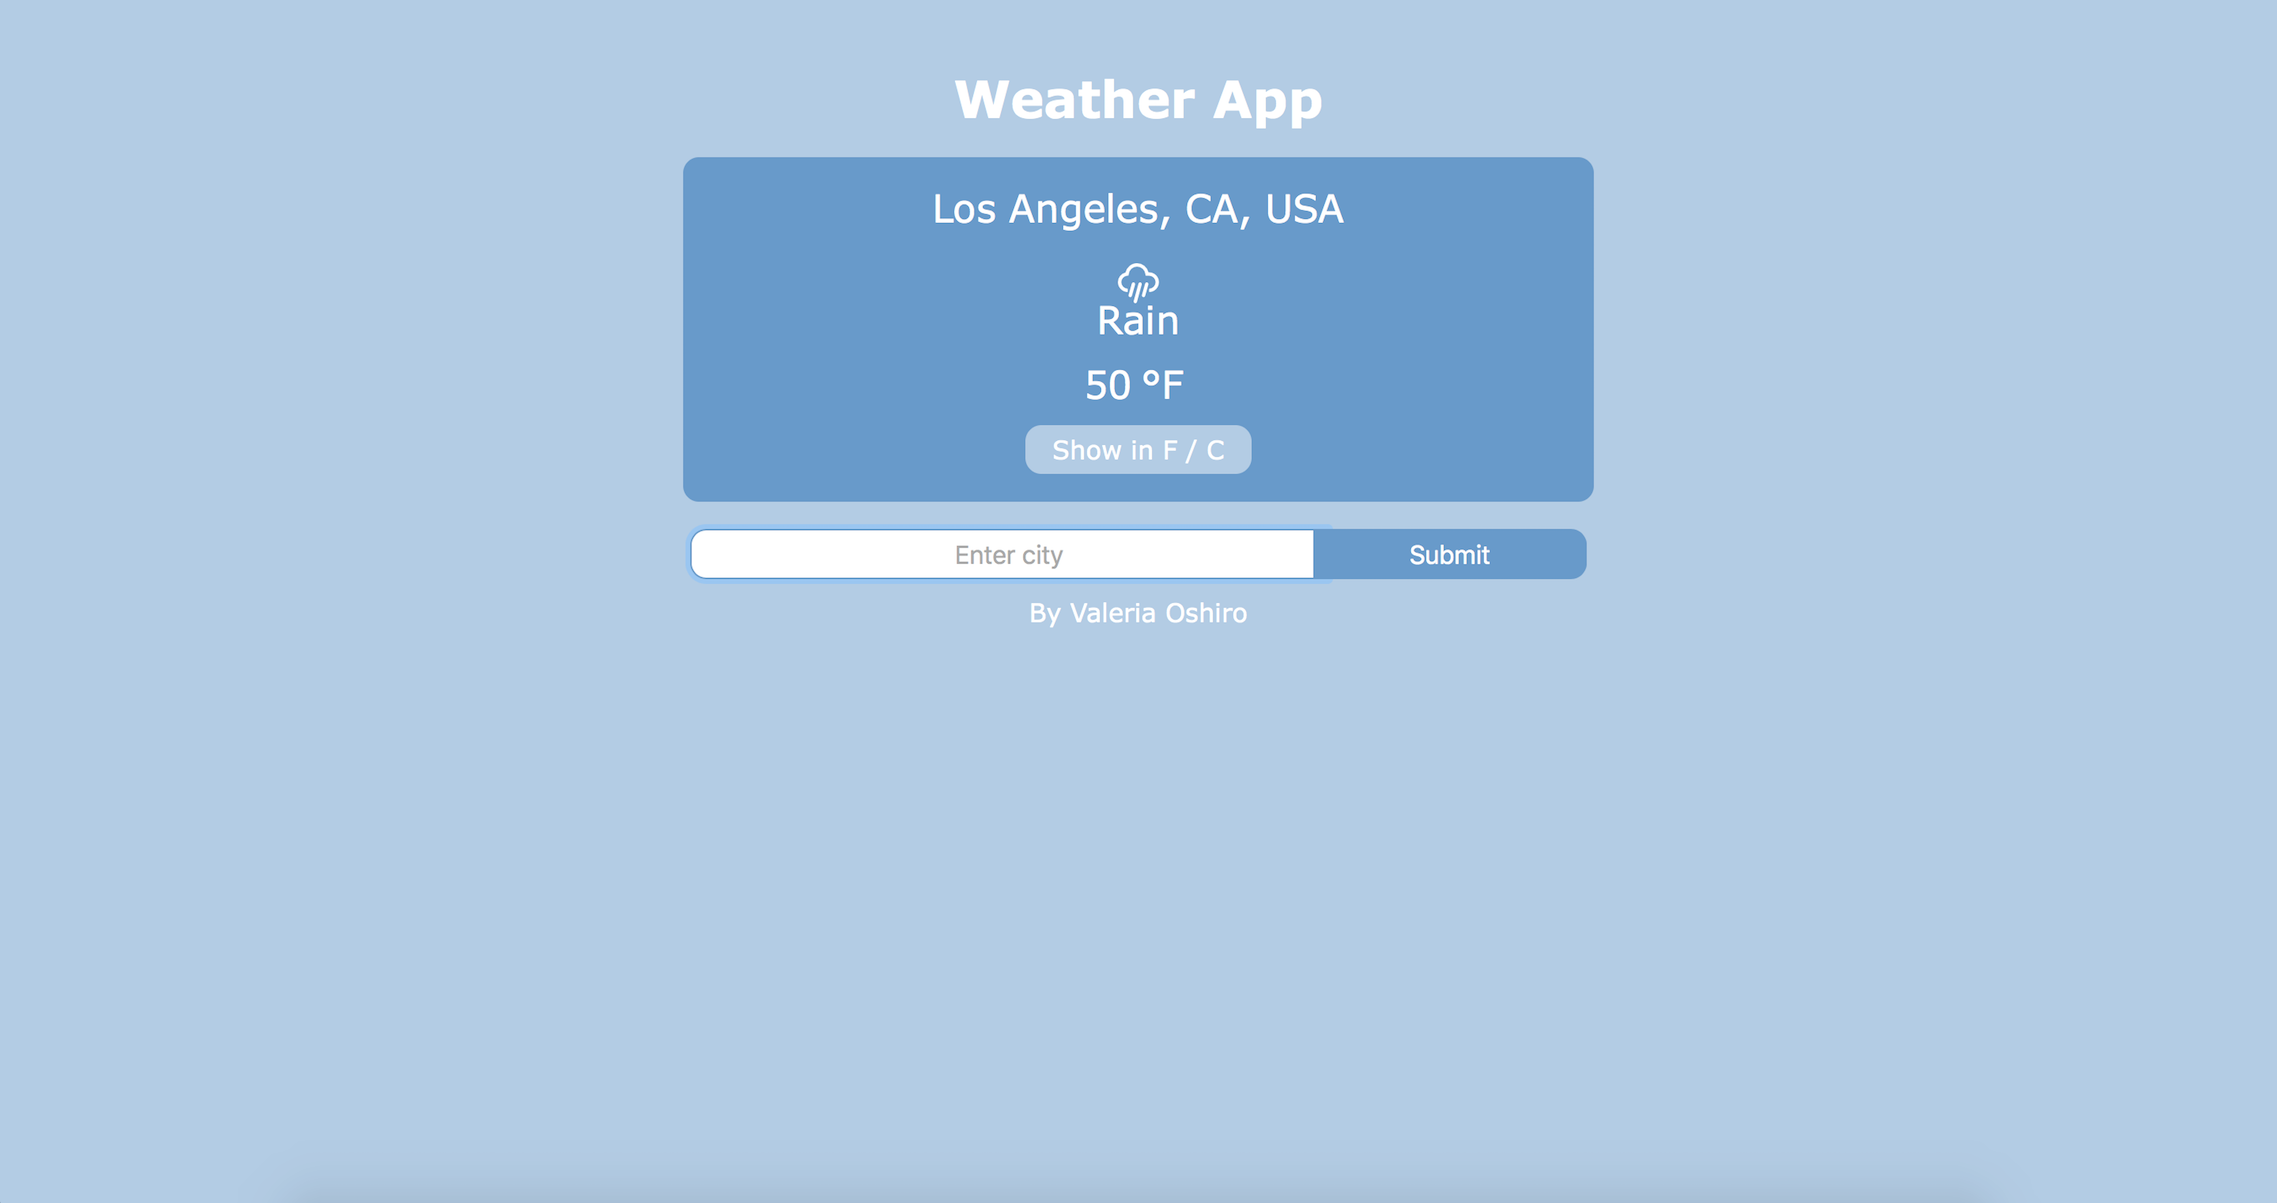 Weather App
Los Angeles, CA, USA
Rain
50 °F
Show in F / C
Enter city
Submit
By Valeria Oshiro